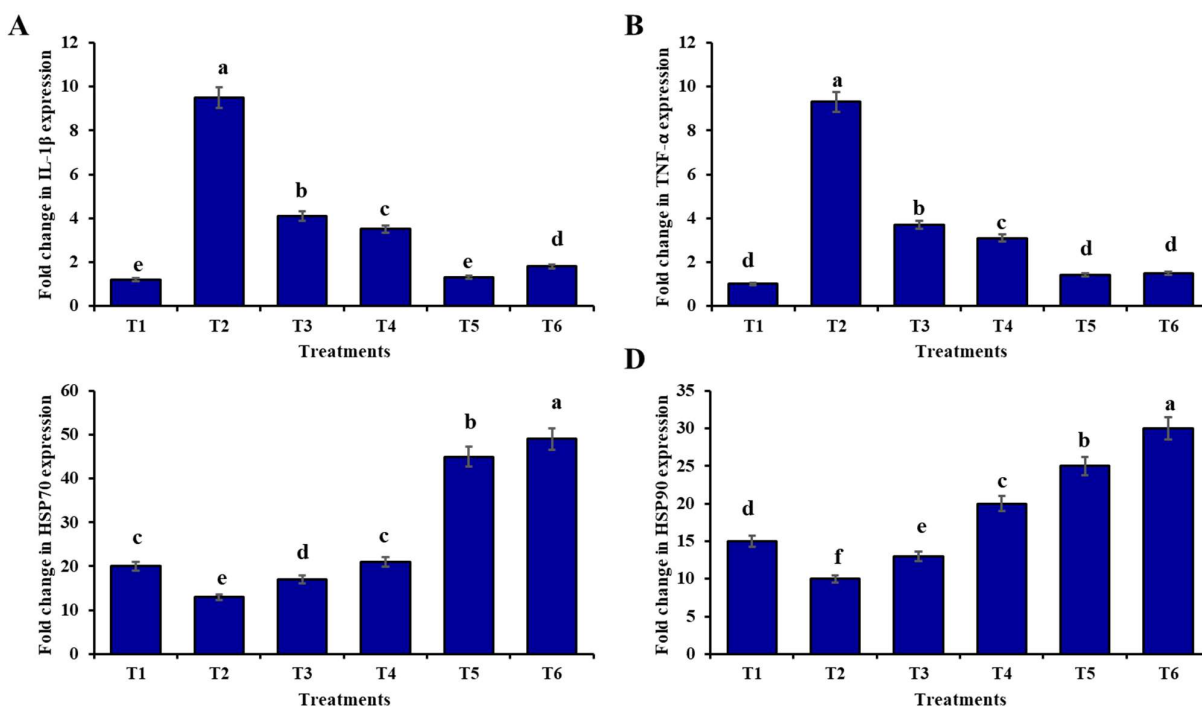 A
Fold change in IL-1β expression
12
10
8
6
4
2
0
e
a
b
c
e
d
T1 T2 T3 T4 T5 T6
Treatments
B
Fold change in TNF-α expression
12
10
8
6
4
2
0
d
a
b
c
d
d
T1 T2 T3 T4 T5 T6
Treatments
Fold change in HSP70 expression
60
50
40
30
20
10
0
c
e
d
c
b
a
T1 T2 T3 T4 T5 T6
Treatments
D
Fold change in HSP90 expression
35
30
25
20
15
10
5
0
d
f
e
c
b
a
T1 T2 T3 T4 T5 T6
Treatments